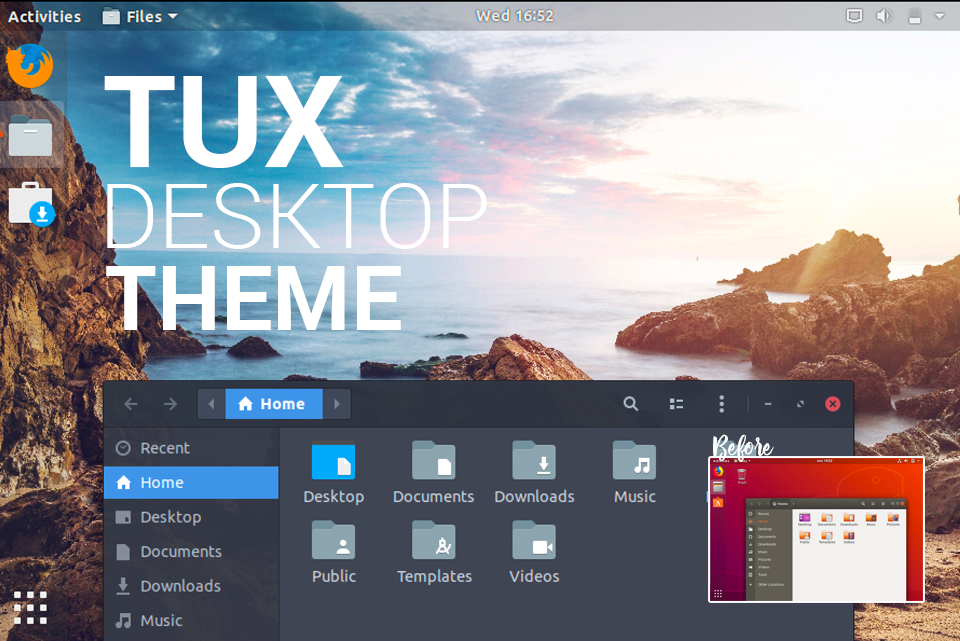 Activities Files Wed 16:52
TUX
DESKTOP
THEME
Home
Recent
Home
Desktop
Documents
Downloads
Music
Desktop Documents Downloads Music
Public Templates Videos
Before